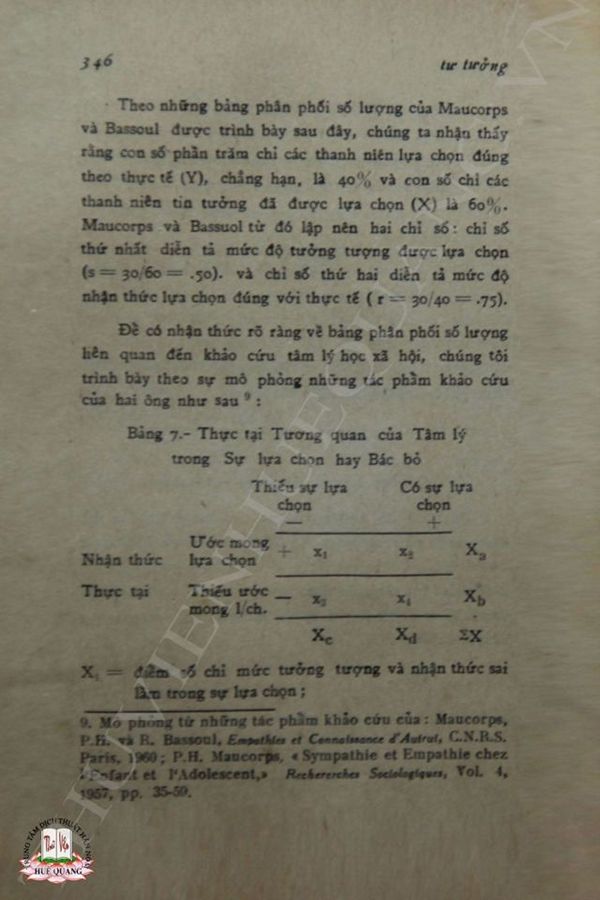 346
tư tưởng
Theo những bảng phân phối số lượng của Maucorps
và Bassoul được trình bày sau đây, chúng ta nhận thấy
rằng con số phần trăm chỉ các thanh niên lựa chọn đúng
theo thực tế (Y), chẳng hạn, là 40% và con số chỉ các
thanh niên tin tưởng đã được lựa chọn (X) là 60%.
Maucorps và Bassuol từ đó lập nên hai chỉ số: chỉ số
thứ nhất diễn tả mức độ tưởng tượng được lựa chọn
(s = 30/60 = .50). và chỉ số thứ hai diễn tả mức độ
nhận thức lựa chọn đúng với thực tế ( r = 30/40 = .75).
Để có nhận thức rõ ràng về bảng phân phối số lượng
liên quan đến khảo cứu tâm lý học xã hội, chúng tôi
trình bày theo sự mô phỏng những tác phẩm khảo cứu
của hai ông như sau 9 :
Bảng 7.- Thực tại Tương quan của Tâm lý
trong Sự lựa chọn hay Bác bỏ
Thiếu sự lựa Có sự lựa
chọn chọn
— +
Ước mong + x1 x2 Xa
Nhận thức lựa chọn
Thực tại Thiếu ước — x3 x4 Xb
mong l/ch.
Xc Xd ΣX
X1 = điểm số chỉ mức tưởng tượng và nhận thức sai
lầm trong sự lựa chọn ;
9. Mô phỏng từ những tác phẩm khảo cứu của : Maucorps,
P.H. và R. Bassoul, Empathies et Connaissance d'Autrui, C.N.R.S.
Paris, 1960 ; P.H. Maucorps, « Sympathie et Empathie chez
l'Enfant et l'Adolescent,» Rechererches Sociologiques, Vol. 4,
1957, pp. 35-59.
TRUNG TÂM DỊCH THUẬT HÁN NÔM
HUỆ QUANG